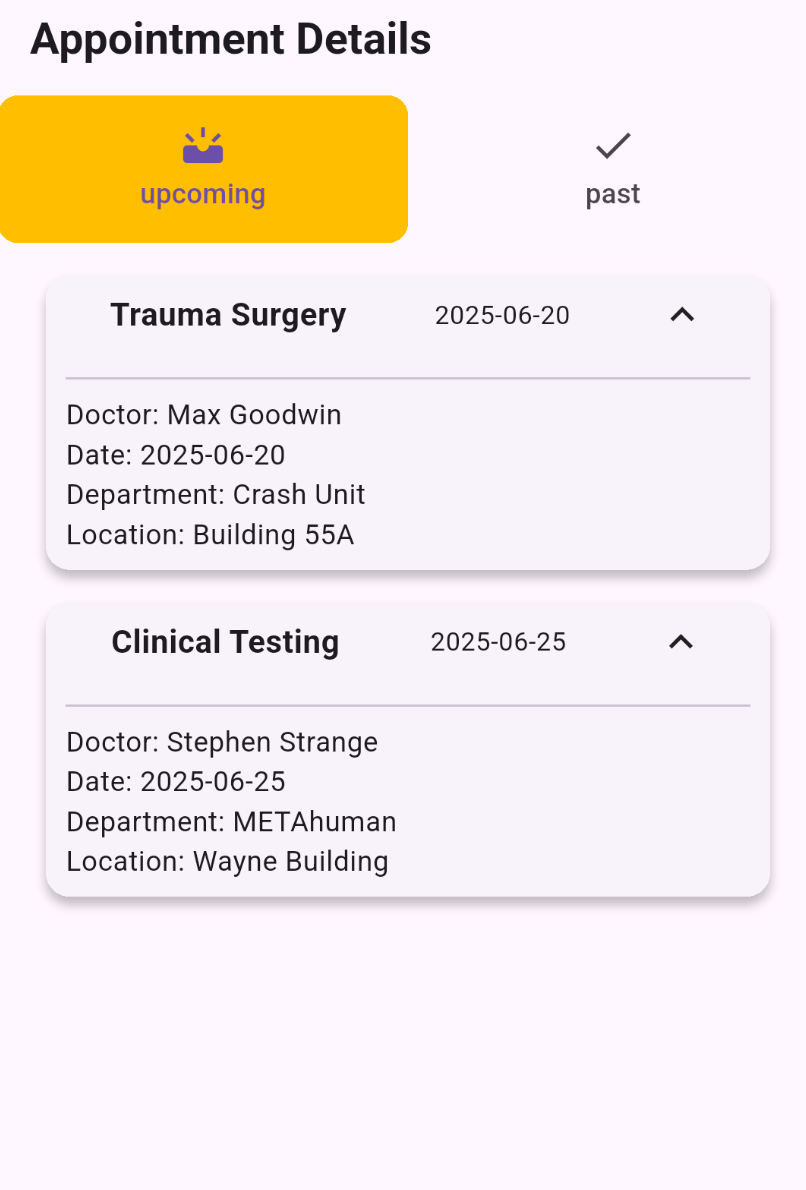 Appointment Details
upcoming
past
Trauma Surgery 2025-06-20
Doctor: Max Goodwin
Date: 2025-06-20
Department: Crash Unit
Location: Building 55A
Clinical Testing 2025-06-25
Doctor: Stephen Strange
Date: 2025-06-25
Department: METAhuman
Location: Wayne Building